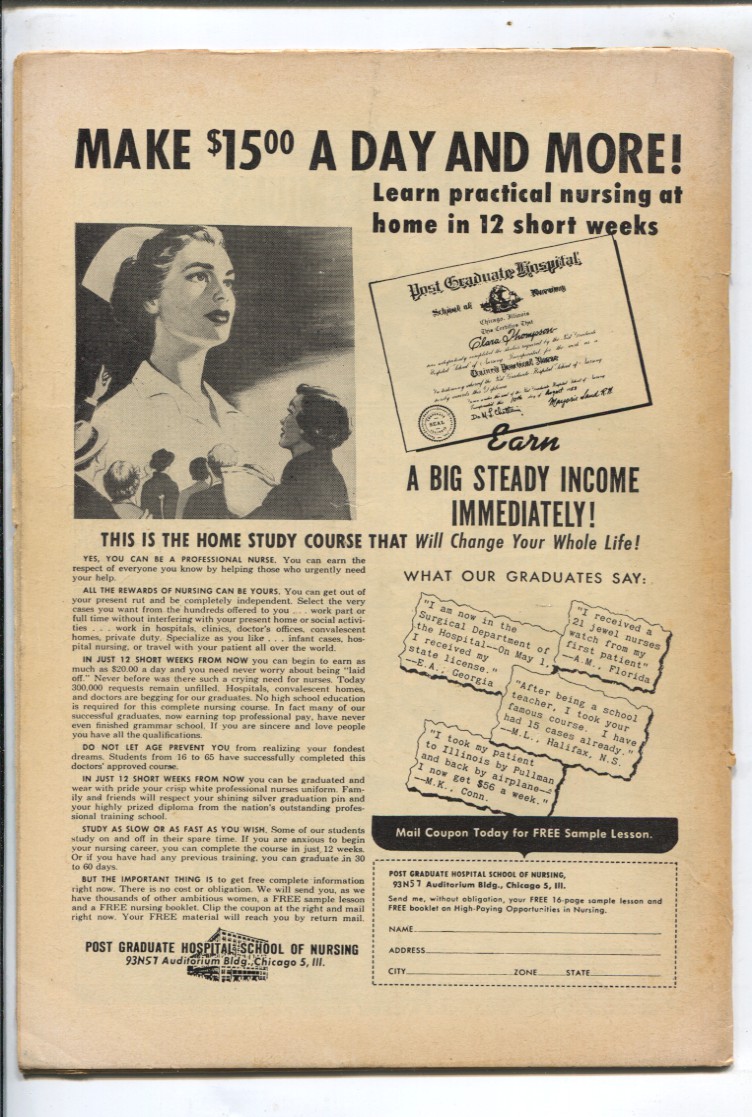 MAKE $15.00 A DAY AND MORE!
Learn practical nursing at
home in 12 short weeks
Post Graduate Hospital
School of Nursing
Chicago, Illinois
This Certifies That
Clara Thompson
Trained Practical Nurse
SEAL
Earn
A BIG STEADY INCOME
IMMEDIATELY!
THIS IS THE HOME STUDY COURSE THAT Will Change Your Whole Life!
YES, YOU CAN BE A PROFESSIONAL NURSE. You can earn the
respect of everyone you know by helping those who urgently need
your help.
ALL THE REWARDS OF NURSING CAN BE YOURS. You can get out of
your present rut and be completely independent. Select the very
cases you want from the hundreds offered to you ... work part or
full time without interfering with your present home or social activi-
ties . . . work in hospitals, clinics, doctor's offices, convalescent
homes, private duty. Specialize as you like . . . infant cases, hos-
pital nursing, or travel with your patient all over the world.
IN JUST 12 SHORT WEEKS FROM NOW you can begin to earn as
much as $20.00 a day and you need never worry about being "laid
off." Never before was there such a crying need for nurses. Today
300,000 requests remain unfilled. Hospitals, convalescent homes,
and doctors are begging for our graduates. No high school education
is required for this complete nursing course. In fact many of our
successful graduates, now earning top professional pay, have never
even finished grammar school. If you are sincere and love people
you have all the qualifications.
DO NOT LET AGE PREVENT YOU from realizing your fondest
dreams. Students from 16 to 65 have successfully completed this
doctors' approved course.
IN JUST 12 SHORT WEEKS FROM NOW you can be graduated and
wear with pride your crisp white professional nurses uniform. Fam-
ily and friends will respect your shining silver graduation pin and
your highly prized diploma from the nation's outstanding profes-
sional training school.
STUDY AS SLOW OR AS FAST AS YOU WISH. Some of our students
study on and off in their spare time. If you are anxious to begin
your nursing career, you can complete the course in just 12 weeks.
Or if you have had any previous training, you can graduate in 30
to 60 days.
BUT THE IMPORTANT THING IS to get free complete information
right now. There is no cost or obligation. We will send you, as we
have thousands of other ambitious women, a FREE sample lesson
and a FREE nursing booklet. Clip the coupon at the right and mail
right now. Your FREE material will reach you by return mail.
POST GRADUATE HOSPITAL SCHOOL OF NURSING
93N57 Auditorium Bldg., Chicago 5, Ill.
WHAT OUR GRADUATES SAY:
"I am now in the
Surgical Department of
the Hospital—On May 1,
I received my
state license."
—E.A., Georgia
"I received a
21 Jewel nurses
watch from my
first patient"
—A.M., Florida
"After being a school
teacher, I took your
famous course. I have
had 15 cases already."
—M.L., Halifax, N.S.
"I took my patient
to Illinois by Pullman
and back by airplane—
I now get $56 a week."
—M.K., Conn.
Mail Coupon Today for FREE Sample Lesson.
POST GRADUATE HOSPITAL SCHOOL OF NURSING,
93N57 Auditorium Bldg., Chicago 5, Ill.
Send me, without obligation, your FREE 16-page sample lesson and
FREE booklet on High-Paying Opportunities in Nursing.
NAME
ADDRESS
CITY ZONE STATE